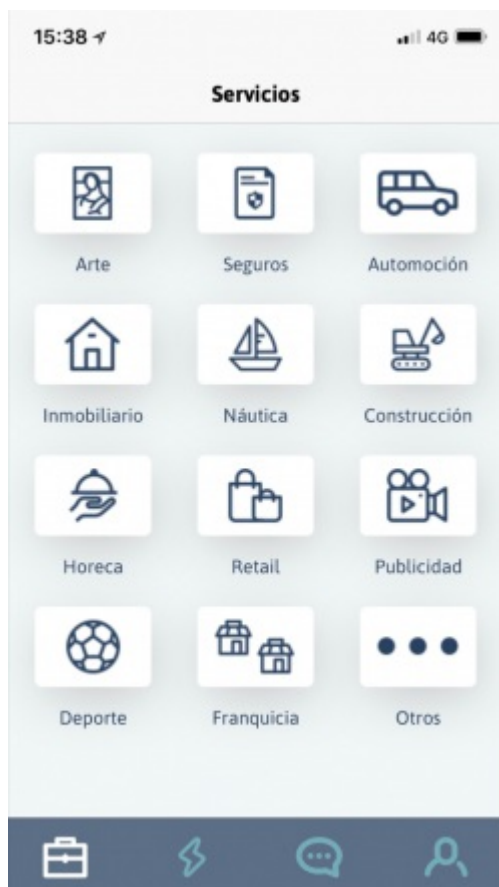 15:38 4G
Servicios
Arte Seguros Automoción
Inmobiliario Náutica Construcción
Horeca Retail Publicidad
Deporte Franquicia Otros